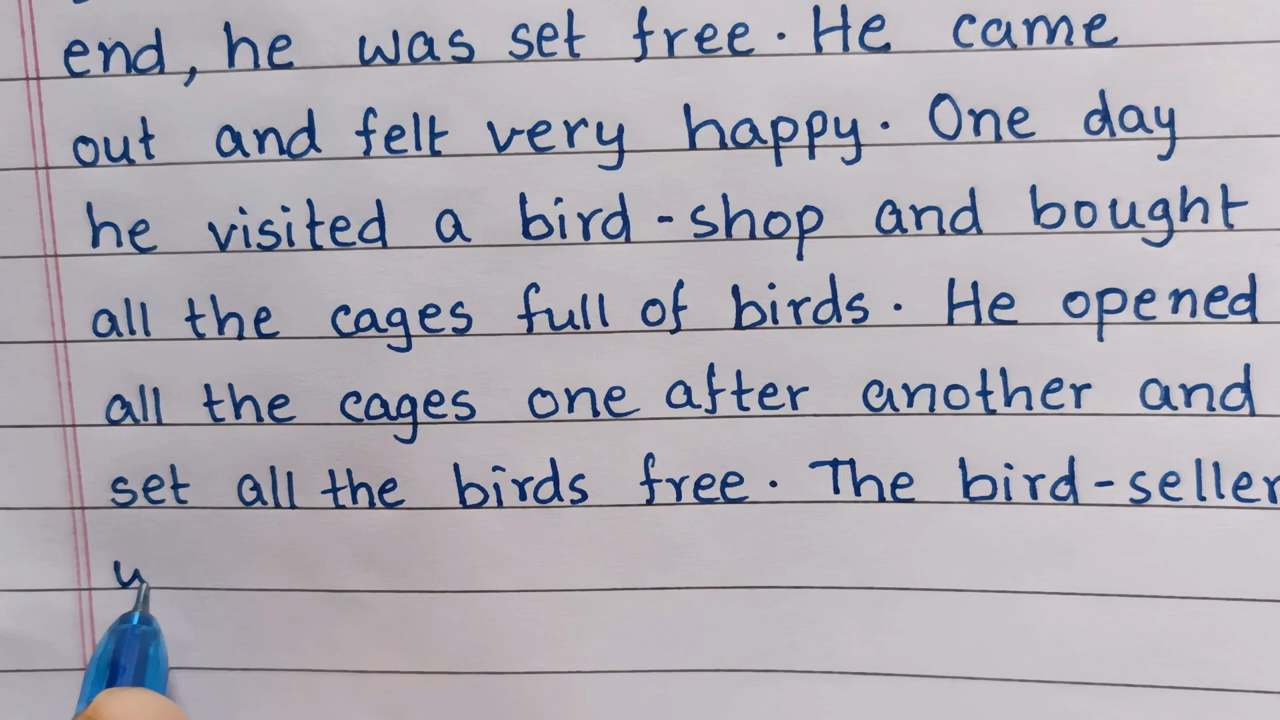 end, he was set free. He came
out and felt very happy. One day
he visited a bird-shop and bought
all the cages full of birds. He opened
all the cages one after another and
set all the birds free. The bird-seller